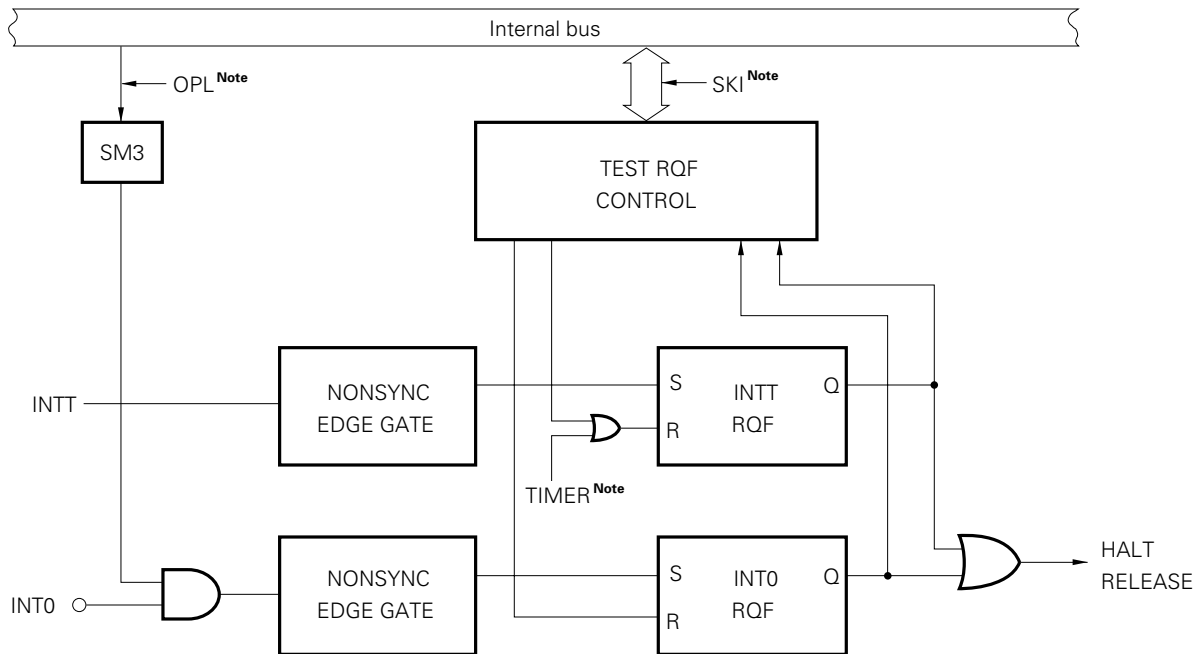 Internal bus
OPL Note
SKI Note
SM3
TEST RQF
CONTROL
INTT
NONSYNC
EDGE GATE
S
R
INTT
RQF
Q
TIMER Note
INT0
NONSYNC
EDGE GATE
S
R
INT0
RQF
Q
HALT
RELEASE